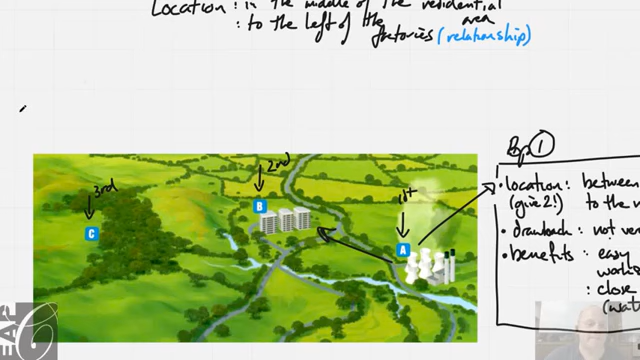 Location : in the middle of the residential area
: to the left of the factories (relationship)
3rd
2nd
1st
C
B
A
Bp 1
• location : between
(give 2!) to the
• drawback : not ver
• benefits : easy
: close
(wat
EAP